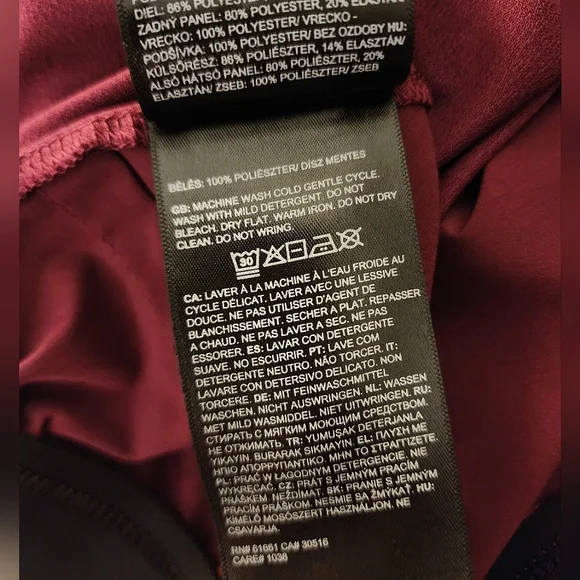 DIEL: 86% POLYESTER,
ZADNÝ PANEL: 80% POLYESTER, 20% ELASTAN/
VRECKO: 100% POLYESTER/ VRECKO -
PODŠÍVKA: 100% POLYESTER/ BEZ OZDOBY HU:
KÜLSŐRÉSZ: 86% POLIÉSZTER, 14% ELASZTÁN/
ALSÓ HÁTSÓ PANEL: 80% POLIÉSZTER, 20%
ELASZTÁN/ ZSEB: 100% POLIÉSZTER/ ZSEB
BÉLÉS: 100% POLIÉSZTER/ DÍSZ MENTES
GB: MACHINE WASH COLD GENTLE CYCLE.
WASH WITH MILD DETERGENT. DO NOT
BLEACH. DRY FLAT. WARM IRON. DO NOT DRY
CLEAN. DO NOT WRING.
30
CA: LAVER À LA MACHINE À L'EAU FROIDE AU
CYCLE DÉLICAT. LAVER AVEC UNE LESSIVE
DOUCE. NE PAS UTILISER D'AGENT DE
BLANCHISSEMENT. SECHER A PLAT. REPASSER
A CHAUD. NE PAS LAVER A SEC. NE PAS
ESSORER. ES: LAVAR CON DETERGENTE
SUAVE. NO ESCURRIR. PT: LAVE COM
DETERGENTE NEUTRO. NÃO TORCER. IT:
LAVARE CON DETERSIVO DELICATO. NON
TORCERE. DE: MIT FEINWASCHMITTEL
WASCHEN. NICHT AUSWRINGEN. NL: WASSEN
MET MILD WASMIDDEL. NIET UITWRINGEN. RU:
СТИРАТЬ С МЯГКИМ МОЮЩИМ СРЕДСТВОМ.
НЕ ОТЖИМАТЬ. TR: YUMUŞAK DETERJANLA
YIKAYIN. BURARAK SIKMAYIN. EL: ΠΛΥΣΗ ΜΕ
ΗΠΙΟ ΑΠΟΡΡΥΠΑΝΤΙΚΟ. ΜΗΝ ΤΟ ΣΤΡΑΓΓΙΖΕΤΕ.
PL: PRAĆ W ŁAGODNYM DETERGENCIE. NIE
WYKRĘCAĆ. CZ: PRÁT S JEMNÝM PRACÍM
PRÁŠKEM. NEŽDÍMAT. SK: PRANIE S JEMNÝM
PRACÍM PRÁŠKOM. NESMIE SA ŽMÝKAŤ. HU:
KIMÉLŐ MOSÓSZERT HASZNÁLJON. NE
CSAVARJA.
RN# 61661 CA# 30516
CARE# 1038